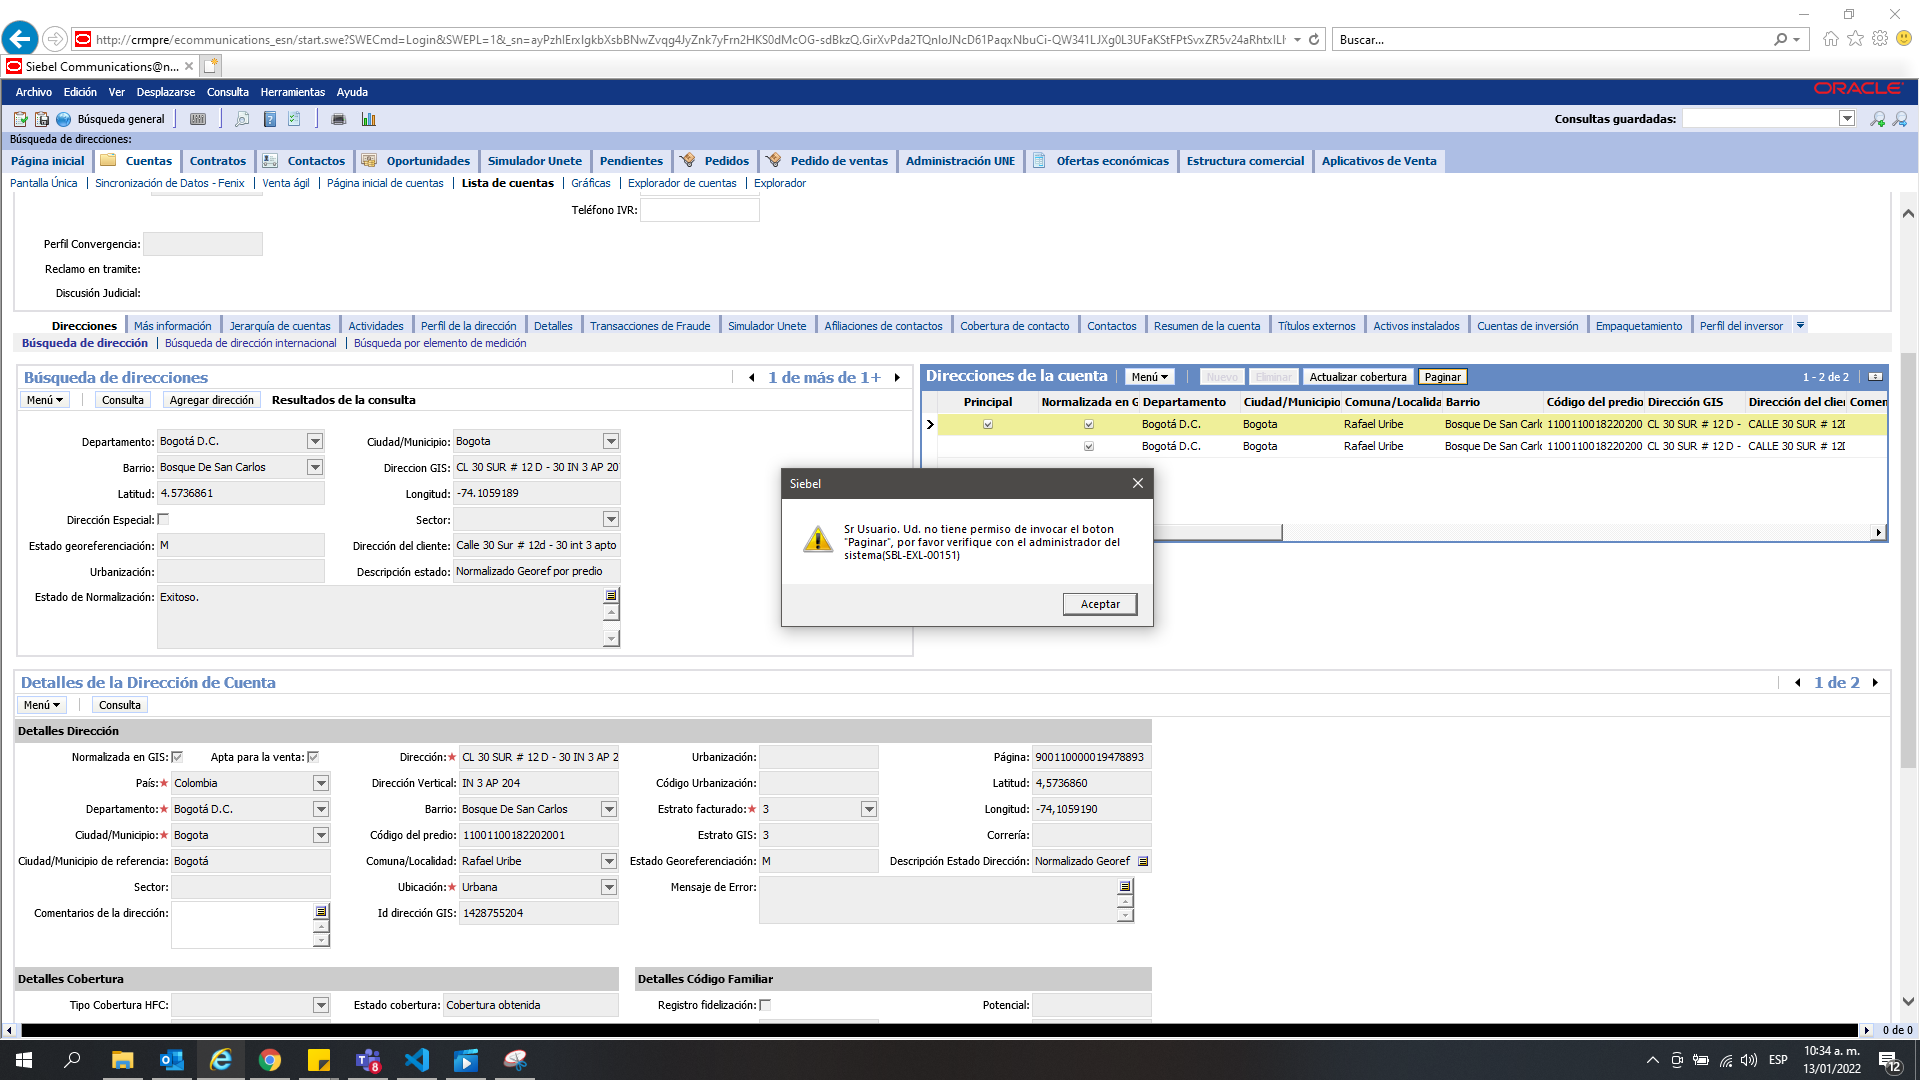 http://crmpre/ecommunications_esn/start.swe?SWECmd=Login&SWEPL=1&_sn=
Buscar...
Siebel Communications@n...
Archivo Edición Ver Desplazarse Consulta Herramientas Ayuda
ORACLE
Búsqueda general
Consultas guardadas:
Búsqueda de direcciones:
Página inicial Cuentas Contratos Contactos Oportunidades Simulador Unete Pendientes Pedidos Pedido de ventas Administración UNE Ofertas económicas Estructura comercial Aplicativos de Venta
Pantalla Única Sincronización de Datos - Fenix Venta ágil Página inicial de cuentas Lista de cuentas Gráficas Explorador de cuentas Explorador
Teléfono IVR:
Perfil Convergencia:
Reclamo en tramite:
Discusión Judicial:
Direcciones Más información Jerarquía de cuentas Actividades Perfil de la dirección Detalles Transacciones de Fraude Simulador Unete Afiliaciones de contactos Cobertura de contacto Contactos Resumen de la cuenta Títulos externos Activos instalados Cuentas de inversión Empaquetamiento Perfil del inversor
Búsqueda de dirección Búsqueda de dirección internacional Búsqueda por elemento de medición
Búsqueda de direcciones 1 de más de 1+
Menú Consulta Agregar dirección Resultados de la consulta
Departamento: Bogotá D.C. Ciudad/Municipio: Bogota
Barrio: Bosque De San Carlos Direccion GIS: CL 30 SUR # 12 D - 30 IN 3 AP 20
Latitud: 4.5736861 Longitud: -74.1059189
Dirección Especial: Sector:
Estado georeferenciación: M Dirección del cliente: Calle 30 Sur # 12d - 30 int 3 apto
Urbanización: Descripción estado: Normalizado Georef por predio
Estado de Normalización: Exitoso.
Direcciones de la cuenta Menú Nuevo Eliminar Actualizar cobertura Paginar 1 - 2 de 2
Principal Normalizada en G Departamento Ciudad/Municipio Comuna/Localida Barrio Código del predio Dirección GIS Dirección del clie Comen
Bogotá D.C. Bogota Rafael Uribe Bosque De San Carl 1100110018220200 CL 30 SUR # 12 D - CALLE 30 SUR # 12D
Bogotá D.C. Bogota Rafael Uribe Bosque De San Carl 1100110018220200 CL 30 SUR # 12 D - CALLE 30 SUR # 12D
Siebel
Sr Usuario. Ud. no tiene permiso de invocar el boton
"Paginar", por favor verifique con el administrador del
sistema(SBL-EXL-00151)
Aceptar
Detalles de la Dirección de Cuenta 1 de 2
Menú Consulta
Detalles Dirección
Normalizada en GIS: Apta para la venta: Dirección:* CL 30 SUR # 12 D - 30 IN 3 AP 2 Urbanización: Página: 900110000019478893
País:* Colombia Dirección Vertical: IN 3 AP 204 Código Urbanización: Latitud: 4,5736860
Departamento:* Bogotá D.C. Barrio: Bosque De San Carlos Estrato facturado:* 3 Longitud: -74,1059190
Ciudad/Municipio:* Bogota Código del predio: 11001100182202001 Estrato GIS: 3 Correría:
Ciudad/Municipio de referencia: Bogotá Comuna/Localidad: Rafael Uribe Estado Georeferenciación: M Descripción Estado Dirección: Normalizado Georef
Sector: Ubicación:* Urbana Mensaje de Error:
Comentarios de la dirección: Id dirección GIS: 1428755204
Detalles Cobertura Detalles Código Familiar
Tipo Cobertura HFC: Estado cobertura: Cobertura obtenida Registro fidelización: Potencial:
0 de 0
8
ESP
10:34 a. m.
13/01/2022
12